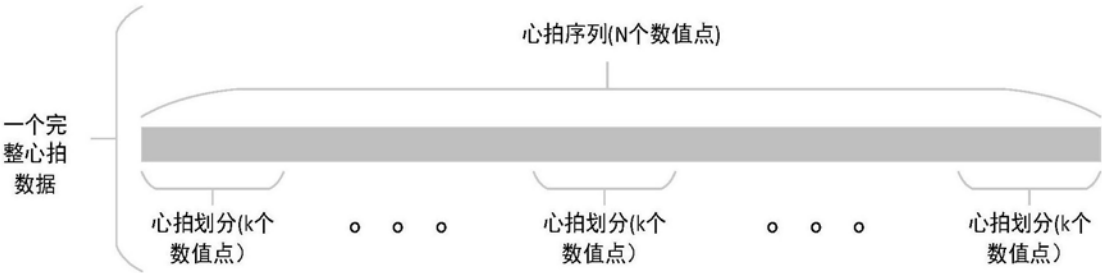 心拍序列(N个数值点)
一个完
整心拍
数据
心拍划分(k个
数值点）
心拍划分(k个
数值点）
心拍划分(k个
数值点）